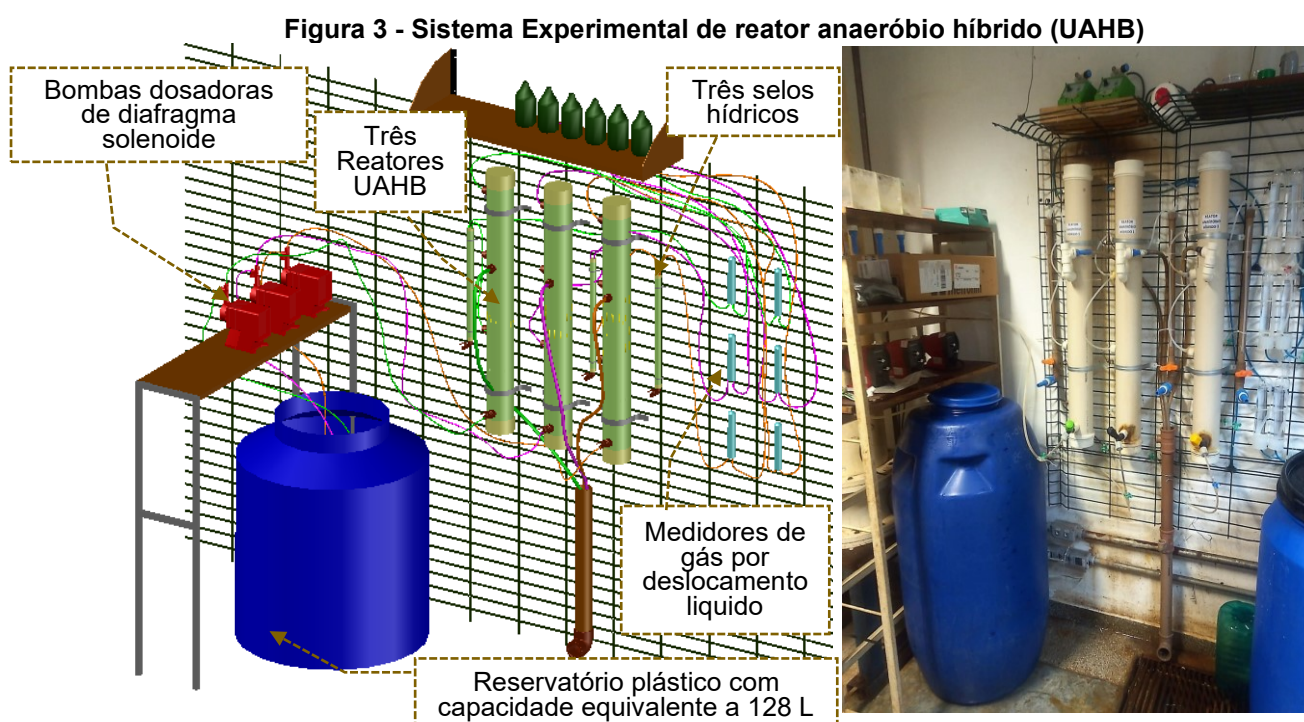 Figura 3 - Sistema Experimental de reator anaeróbio híbrido (UAHB)
Bombas dosadoras
de diafragma
solenoide
Três
Reatores
UAHB
Três selos
hídricos
Medidores de
gás por
deslocamento
liquido
Reservatório plástico com
capacidade equivalente a 128 L